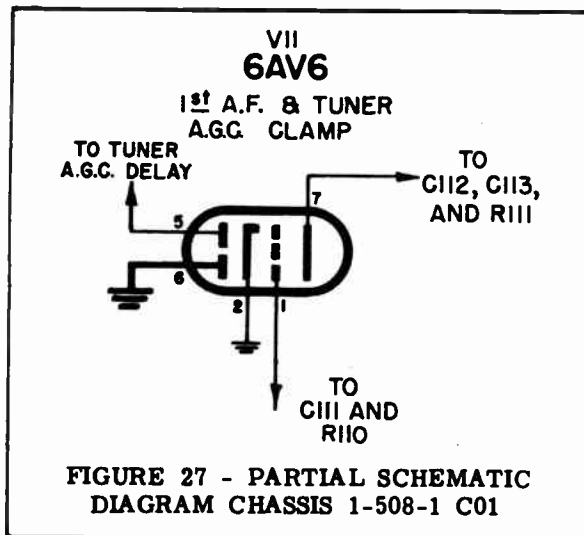 V11
6AV6
1st A.F. & TUNER
A.G.C. CLAMP
TO TUNER
A.G.C. DELAY
TO
C112, C113,
AND R111
7
5
6
2
1
TO
C111 AND
R110
FIGURE 27 - PARTIAL SCHEMATIC
DIAGRAM CHASSIS 1-508-1 C01